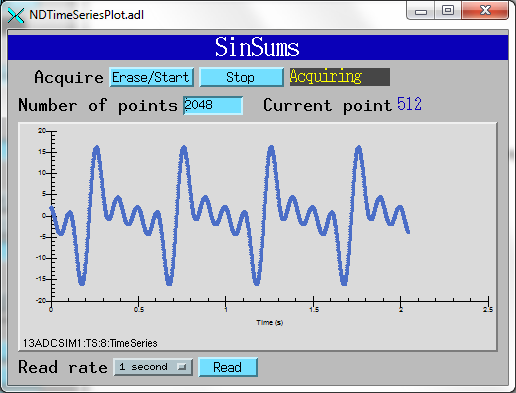 NDTimeSeriesPlot.adl
SinSums
Acquire Erase/Start Stop Acquiring
Number of points 2048 Current point 512
20
15
10
5
0
-5
-10
-15
-20
0 0.5 1 1.5 2 2.5
Time (s)
13ADCSIM1:TS:8:TimeSeries
Read rate 1 second Read